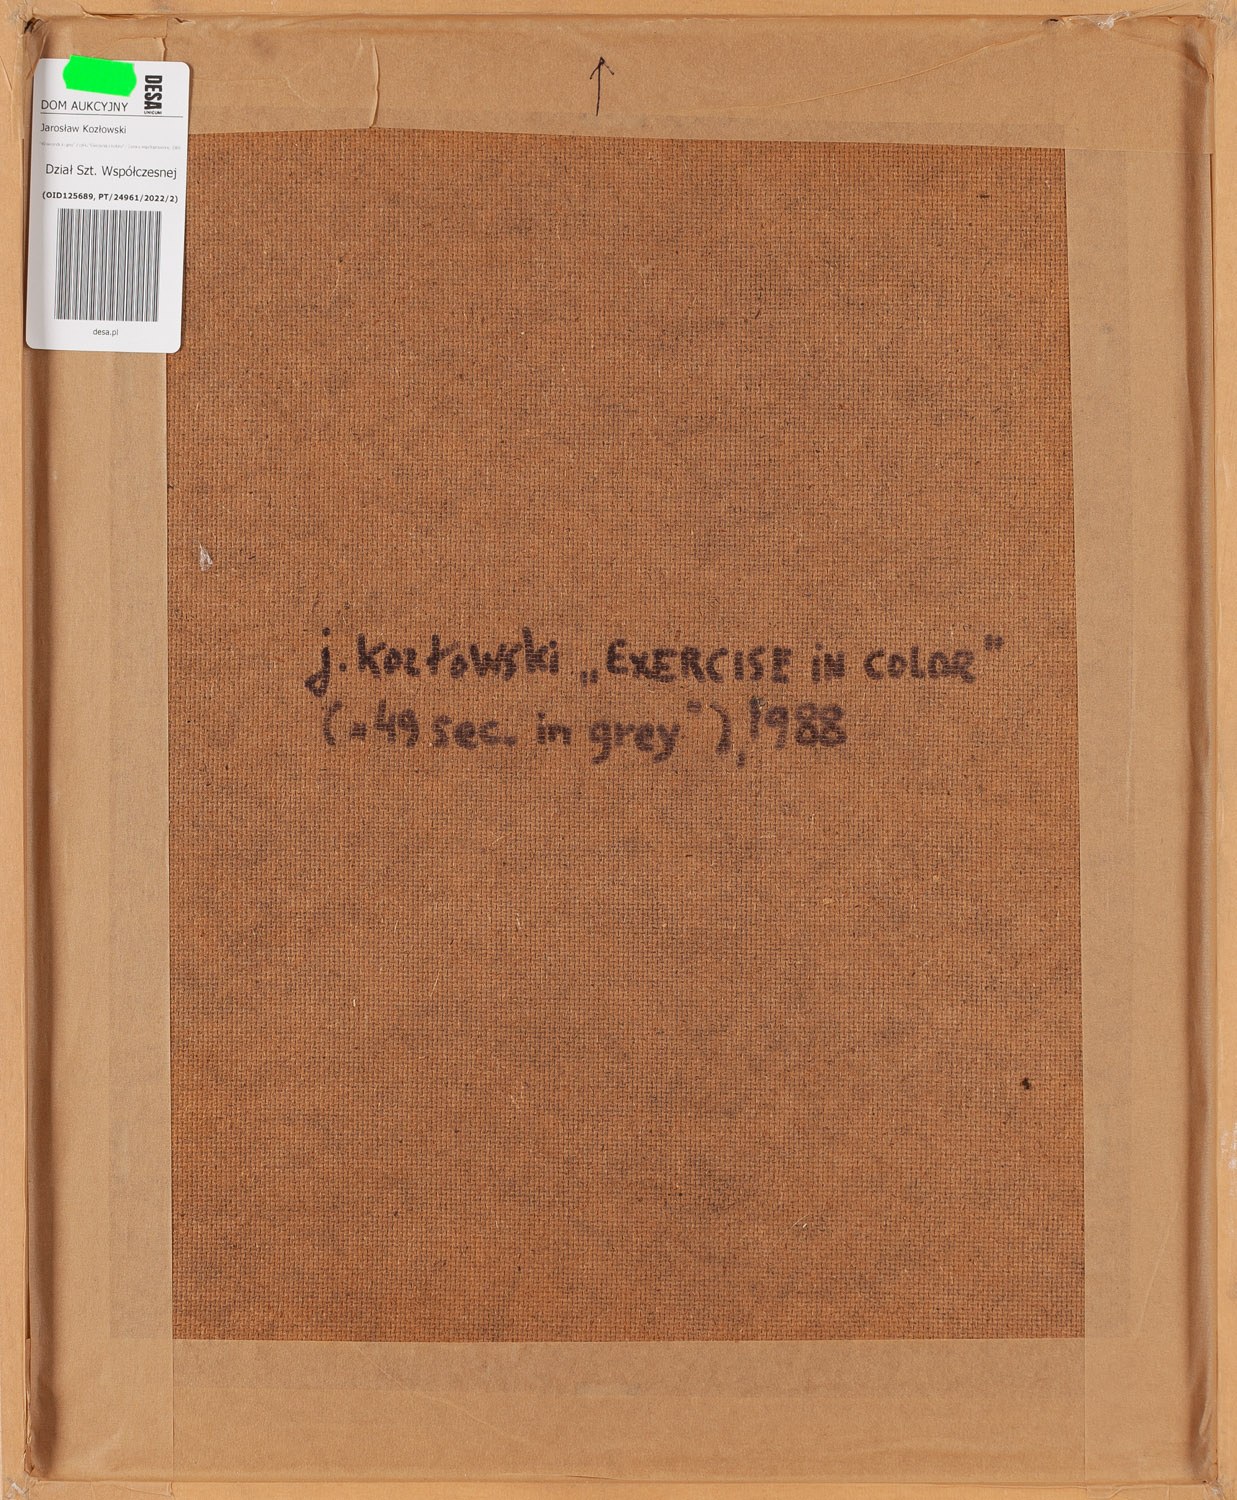 DESA
UNICUM
DOM AUKCYJNY
Jarosław Kozłowski
Dział Szt. Współczesnej
(OID125689, PT/24961/2022/2)
desa.pl
j. Kozłowski „EXERCISE in COLOR”
(„49 sec. in grey”), 1988